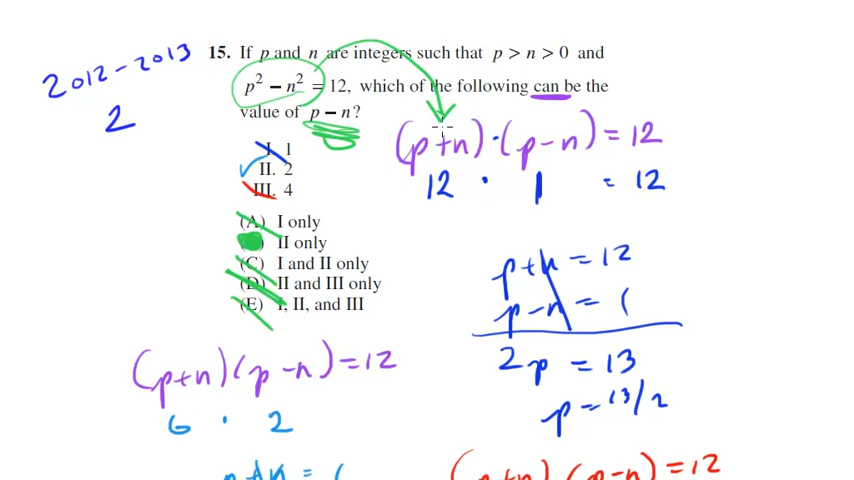 2012-2013
2
15. If p and n are integers such that p > n > 0 and
p² − n² = 12, which of the following can be the
value of p − n?
I. 1
II. 2
III. 4
(A) I only
II only
(C) I and II only
(D) II and III only
(E) I, II, and III
(p+n)·(p-n)=12
12 · 1 = 12
p+n = 12
p-n = 1
2p = 13
p = 13/2
(p+n)(p-n)=12
6 · 2
p+n = 6
(p+n)(p-n)=12